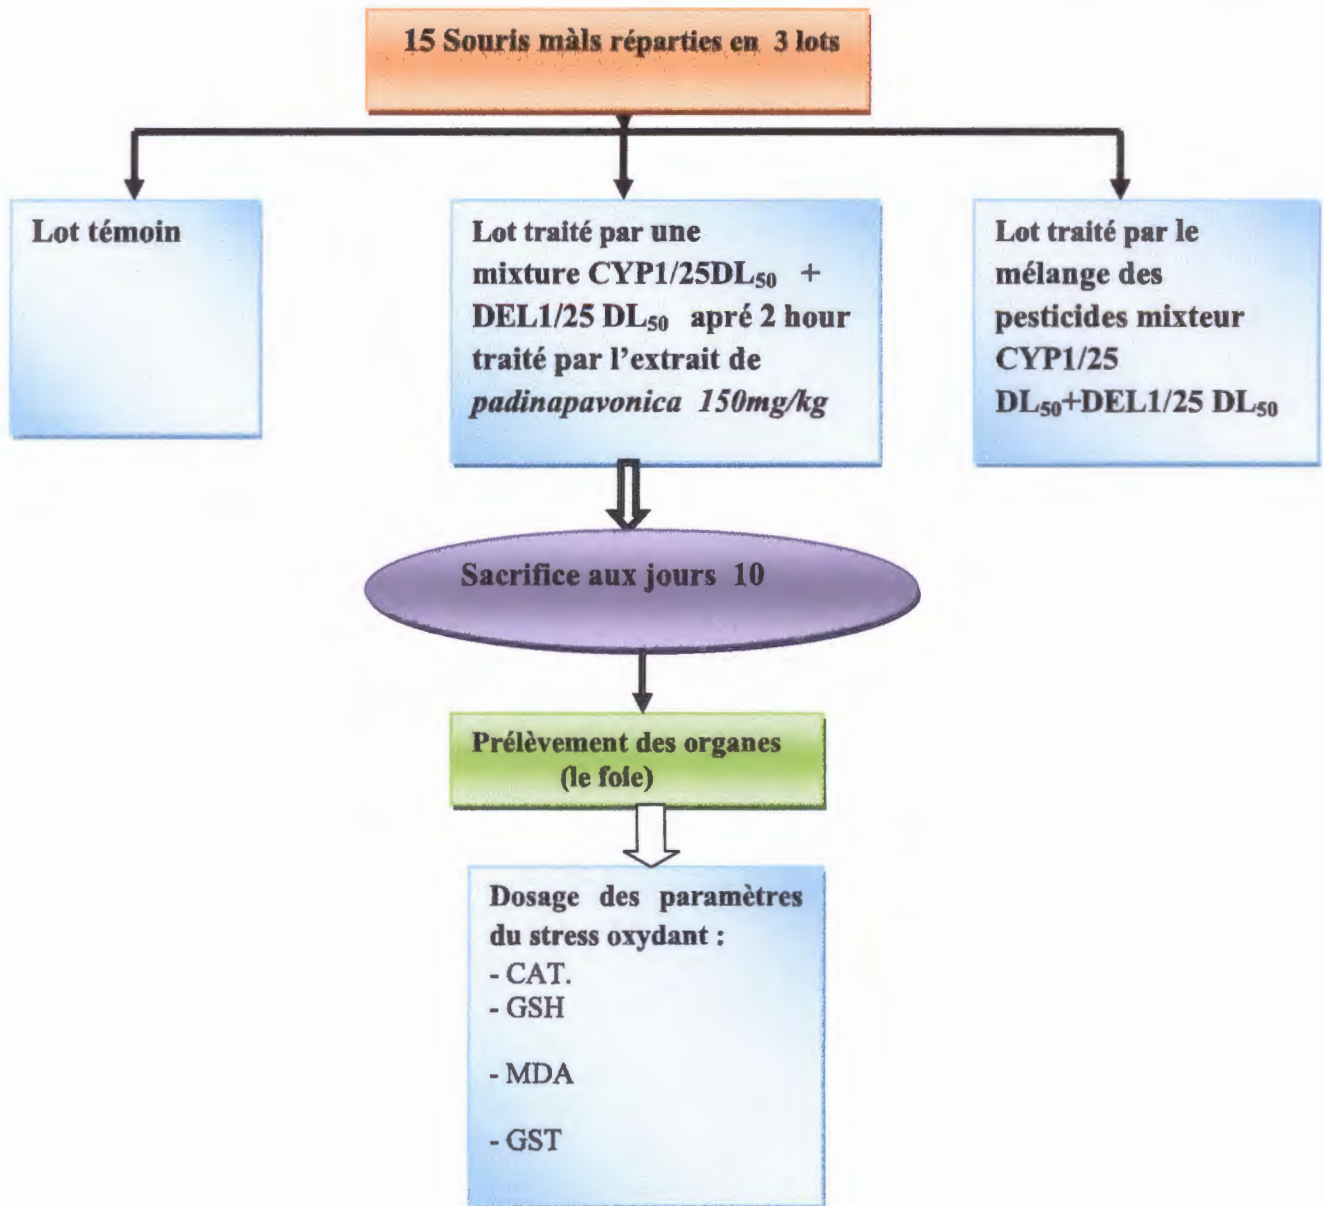 15 Souris màls réparties en 3 lots
Lot témoin
Lot traité par une
mixture CYP1/25DL₅₀ +
DEL1/25 DL₅₀ apré 2 hour
traité par l'extrait de
padinapavonica 150mg/kg
Lot traité par le
mélange des
pesticides mixteur
CYP1/25
DL₅₀+DEL1/25 DL₅₀
Sacrifice aux jours 10
Prélèvement des organes
(le foie)
Dosage des paramètres
du stress oxydant :
- CAT.
- GSH
- MDA
- GST